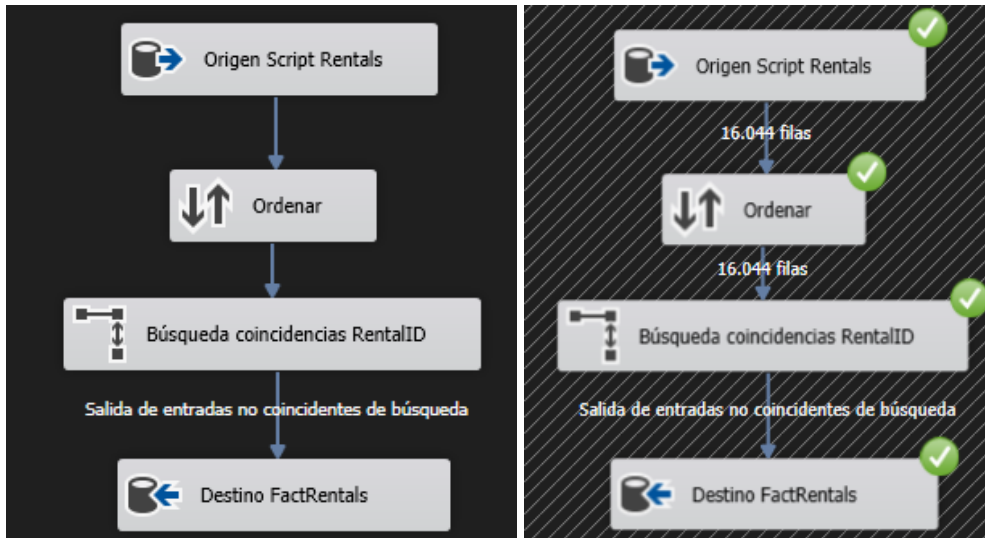 Origen Script Rentals
Ordenar
Búsqueda coincidencias RentalID
Salida de entradas no coincidentes de búsqueda
Destino FactRentals
Origen Script Rentals
16.044 filas
Ordenar
16.044 filas
Búsqueda coincidencias RentalID
Salida de entradas no coincidentes de búsqueda
Destino FactRentals